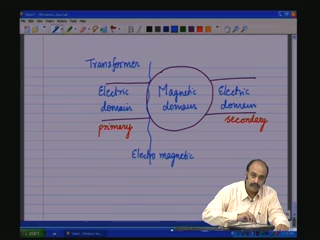 Transformer
Electric domain
Magnetic domain
Electric domain
primary
secondary
Electro magnetic